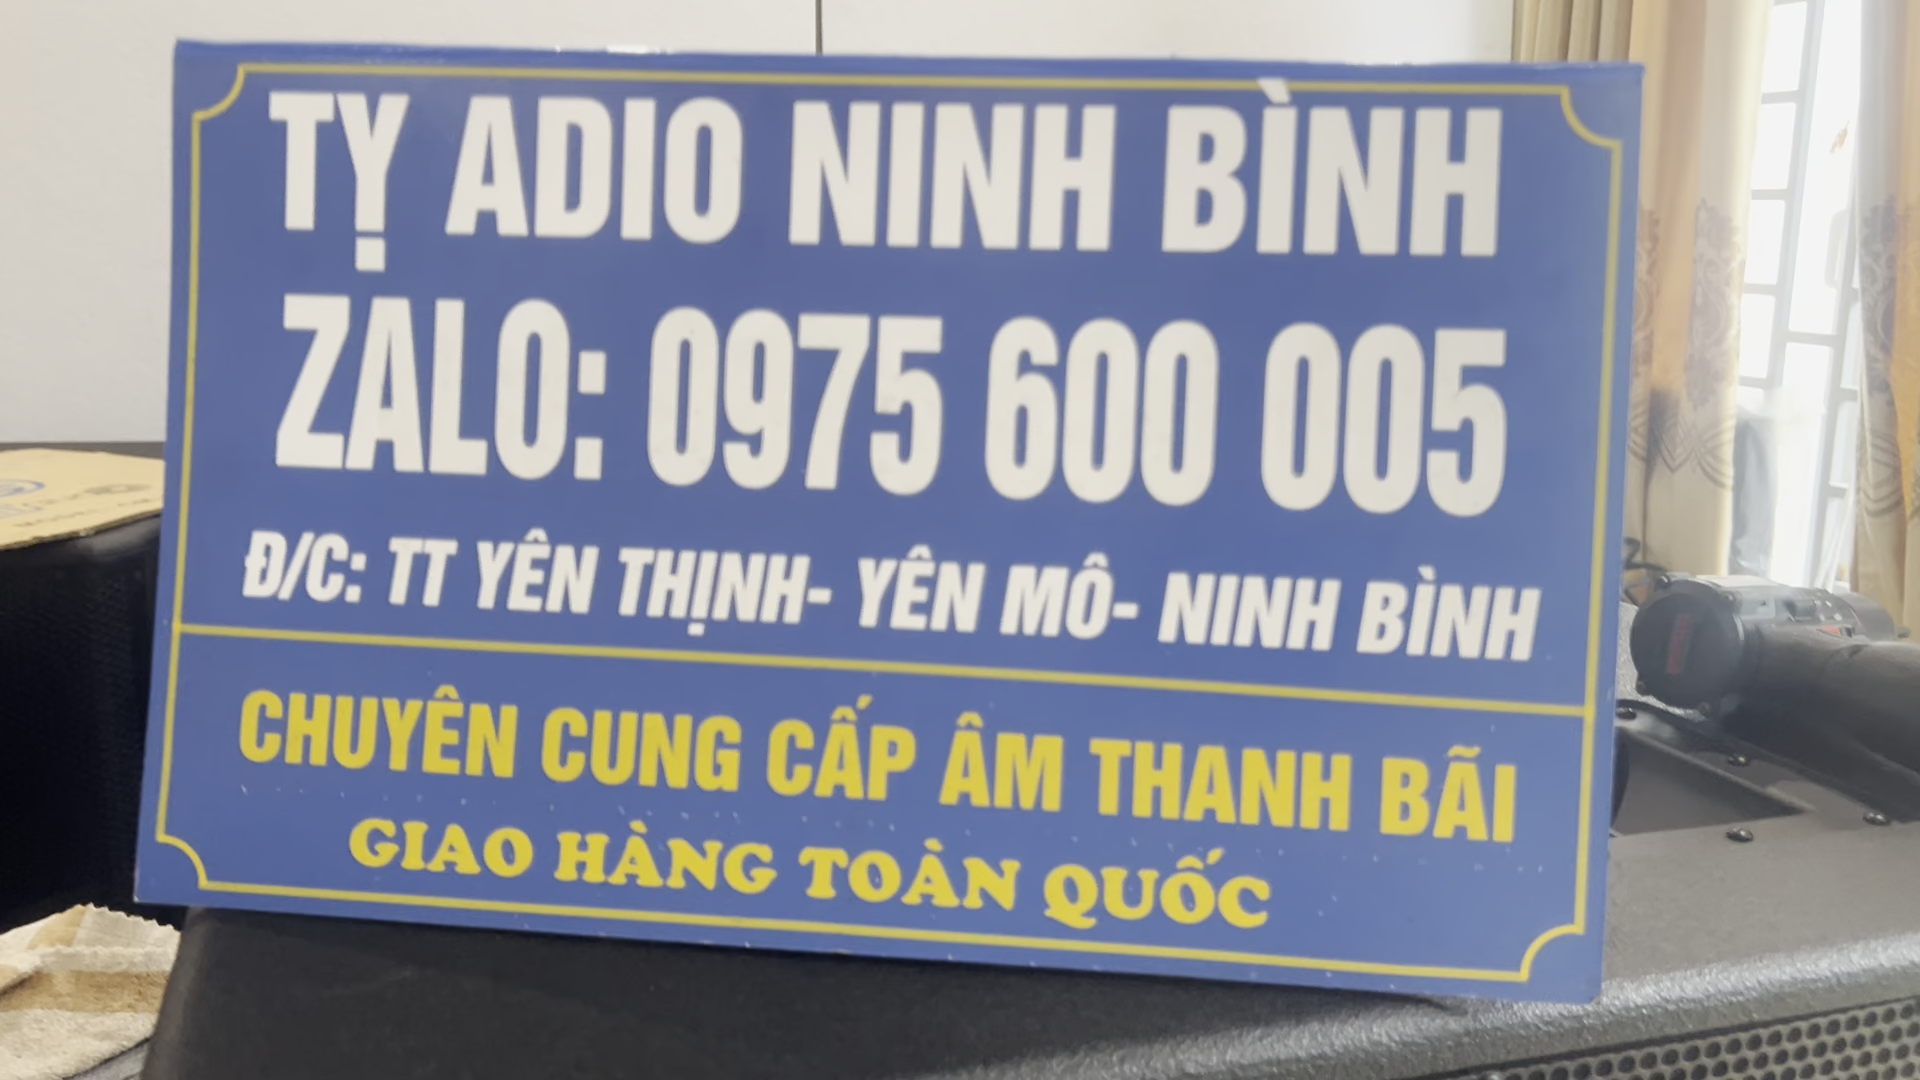 TỴ ADIO NINH BÌNH
ZALO: 0975 600 005
Đ/C: TT YÊN THỊNH- YÊN MÔ- NINH BÌNH
CHUYÊN CUNG CẤP ÂM THANH BÃI
GIAO HÀNG TOÀN QUỐC